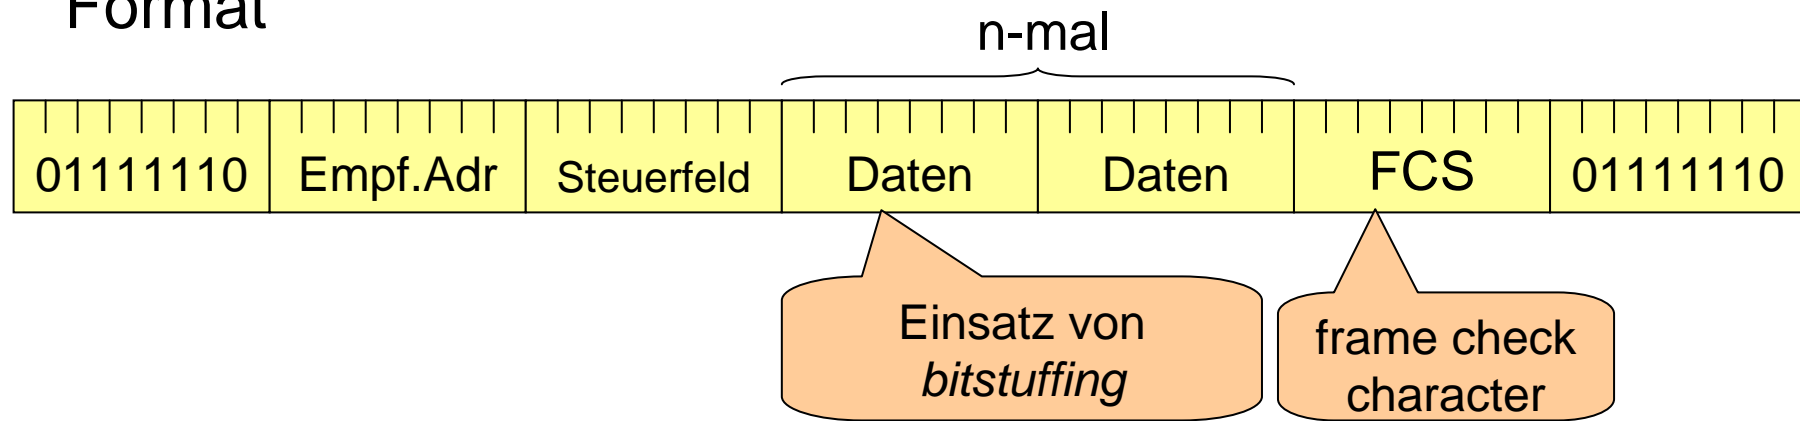 Format
n-mal
01111110 Empf.Adr Steuerfeld Daten Daten FCS 01111110
Einsatz von
bitstuffing
frame check
character